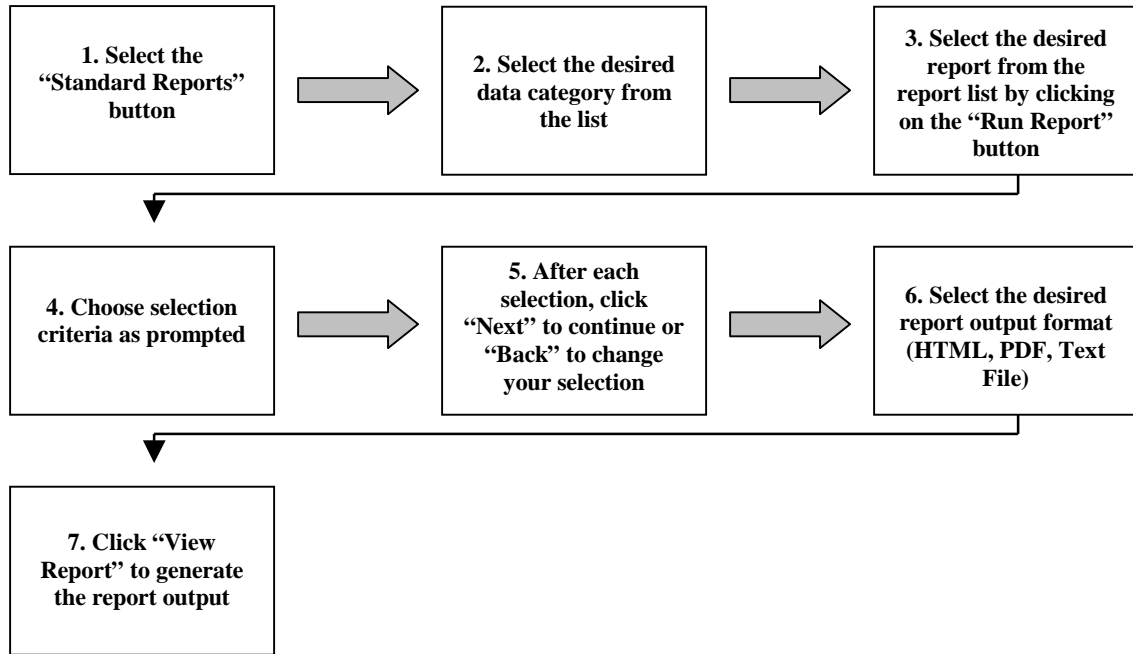 1. Select the
“Standard Reports”
button
2. Select the desired
data category from
the list
3. Select the desired
report from the
report list by clicking
on the “Run Report”
button
4. Choose selection
criteria as prompted
5. After each
selection, click
“Next” to continue or
“Back” to change
your selection
6. Select the desired
report output format
(HTML, PDF, Text
File)
7. Click “View
Report” to generate
the report output